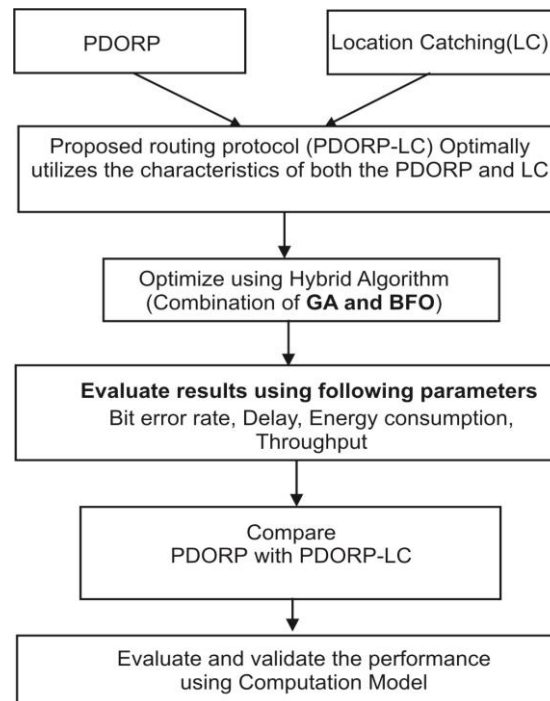 PDORP
Location Catching(LC)
Proposed routing protocol (PDORP-LC) Optimally
utilizes the characteristics of both the PDORP and LC
Optimize using Hybrid Algorithm
(Combination of GA and BFO)
Evaluate results using following parameters
Bit error rate, Delay, Energy consumption,
Throughput
Compare
PDORP with PDORP-LC
Evaluate and validate the performance
using Computation Model